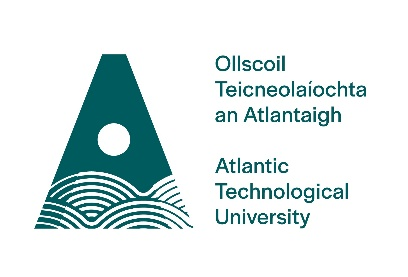 Ollscoil
Teicneolaíochta
an Atlantaigh
Atlantic
Technological
University